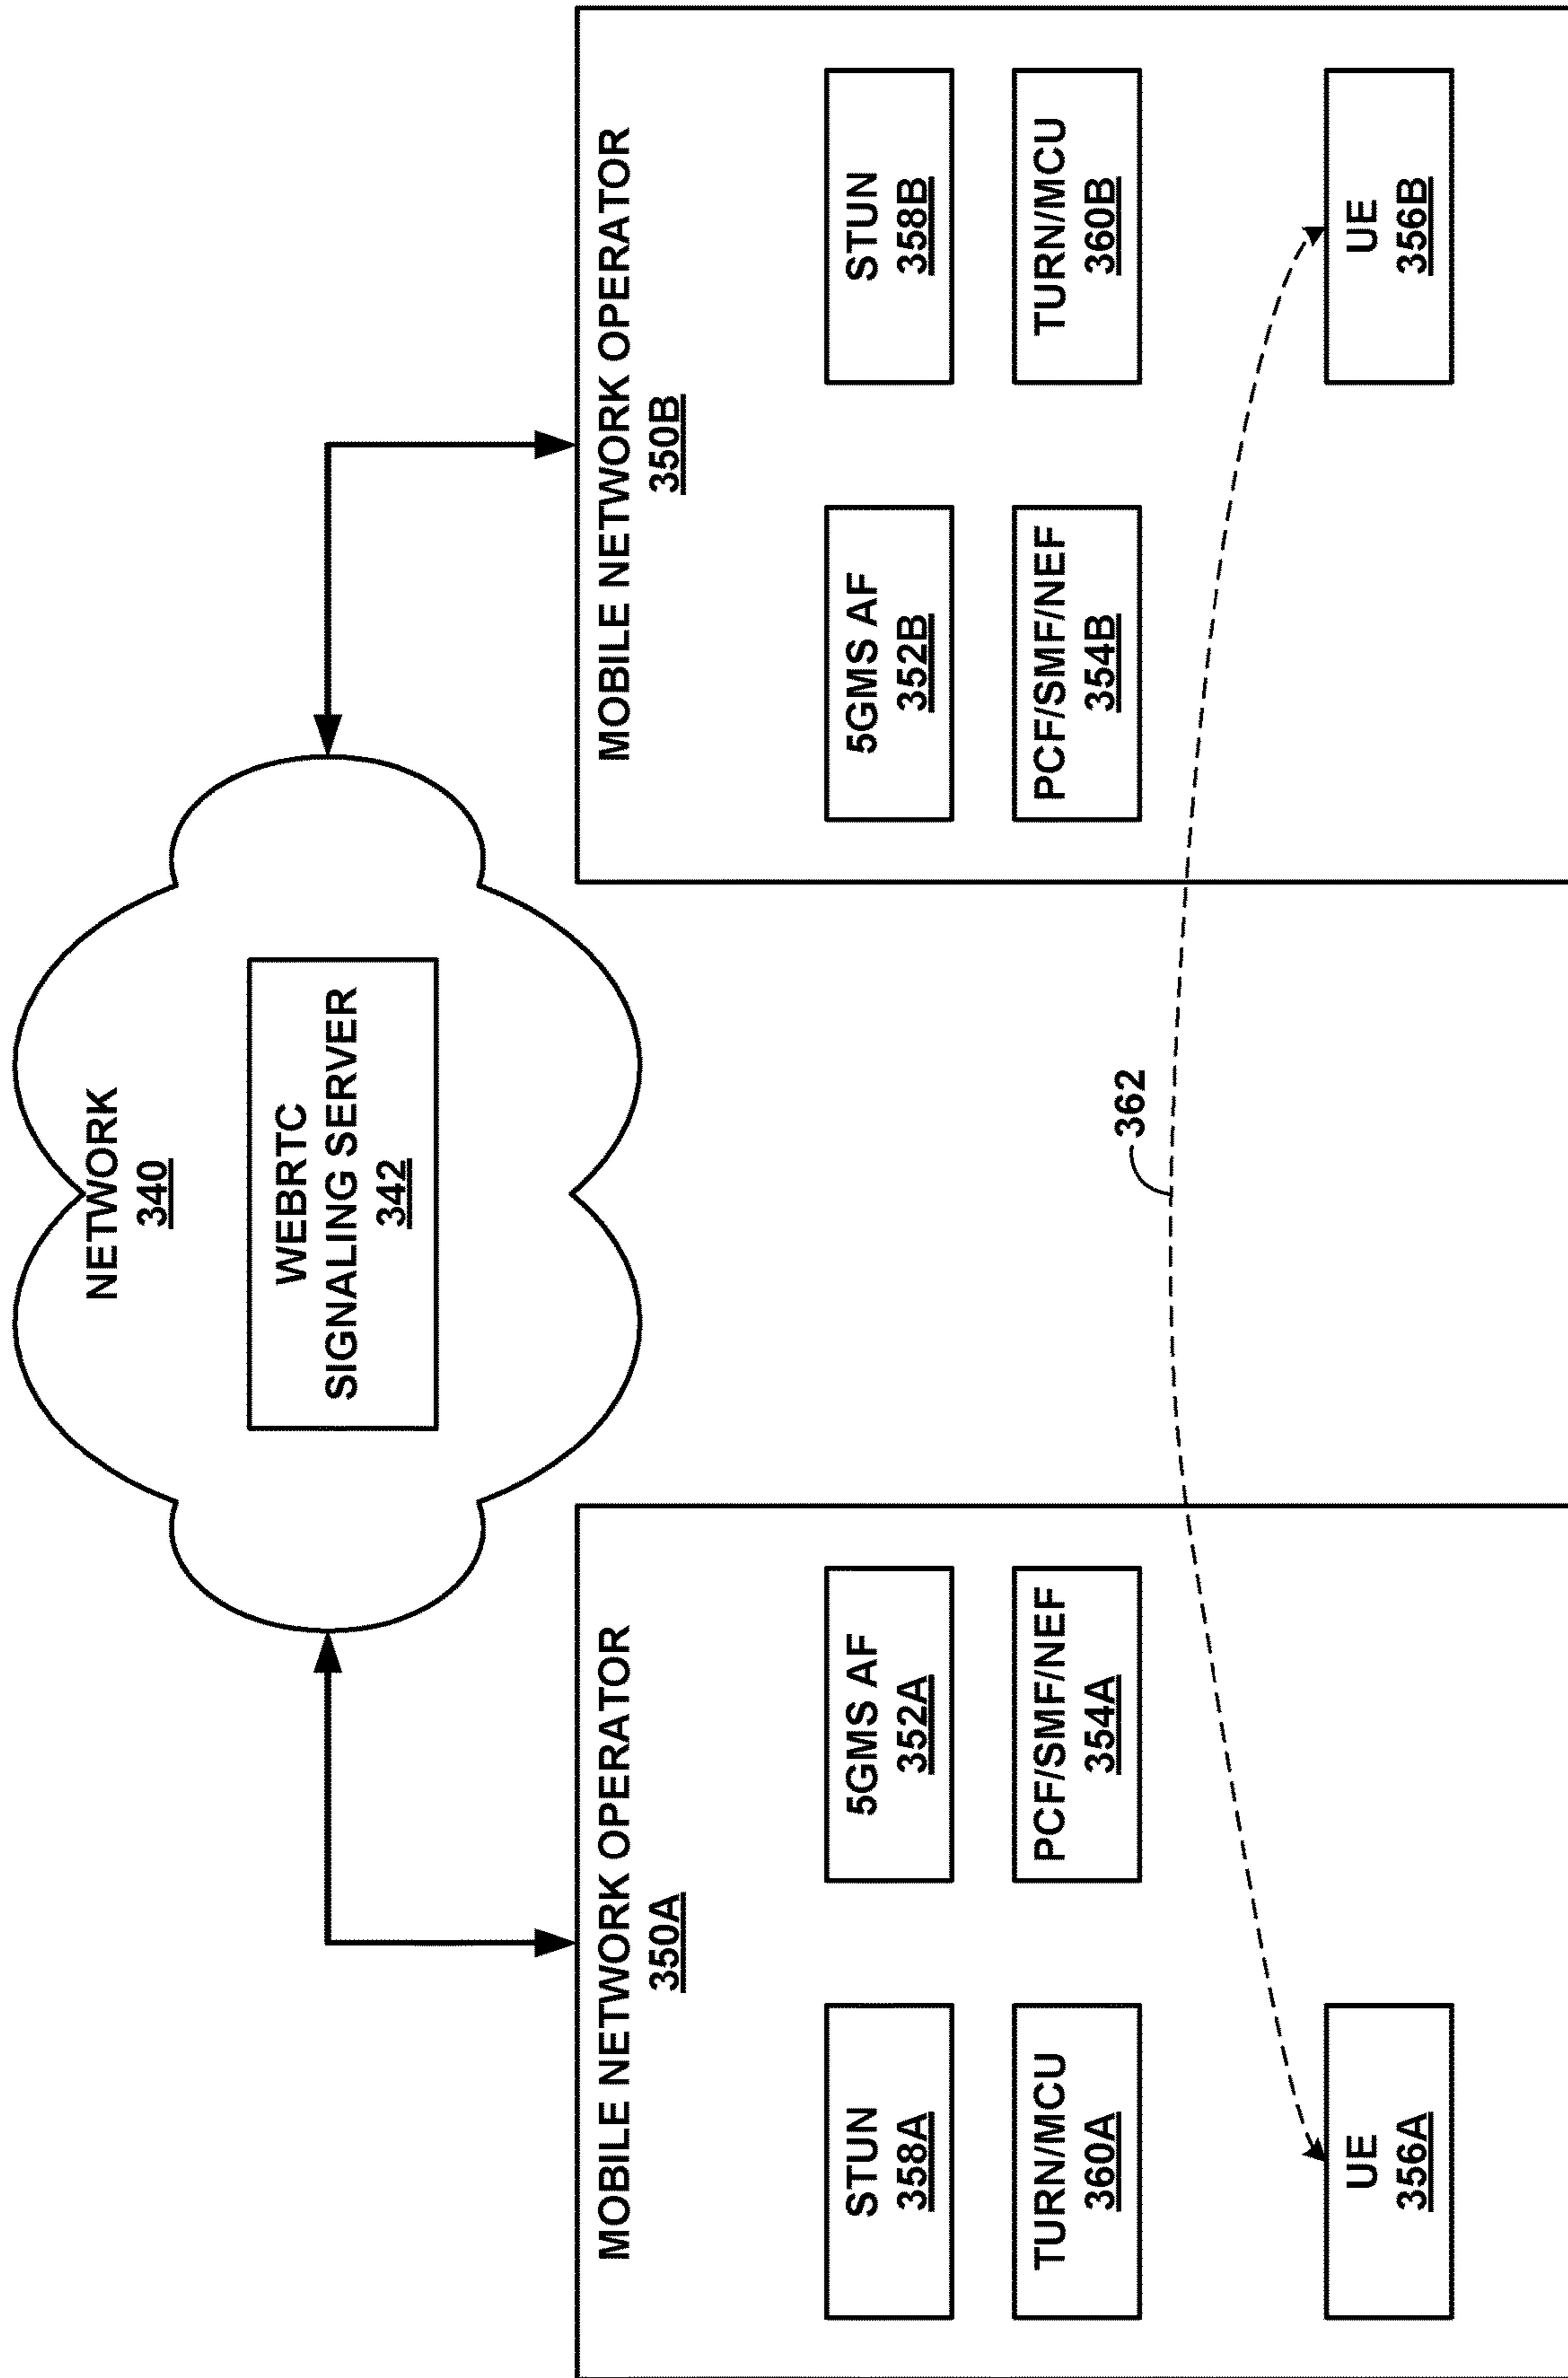 NETWORK
340
WEBRTC
SIGNALING SERVER
342
MOBILE NETWORK OPERATOR
350A
STUN
358A
5GMS AF
352A
TURN/MCU
360A
PCF/SMF/NEF
354A
UE
356A
362
MOBILE NETWORK OPERATOR
350B
5GMS AF
352B
STUN
358B
PCF/SMF/NEF
354B
TURN/MCU
360B
UE
356B